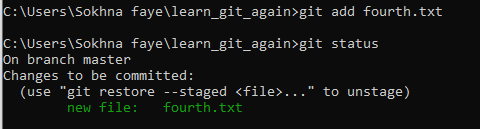 C:\Users\Sokhna faye\learn_git_again>git add fourth.txt
C:\Users\Sokhna faye\learn_git_again>git status
On branch master
Changes to be committed:
  (use "git restore --staged <file>..." to unstage)
        new file:   fourth.txt